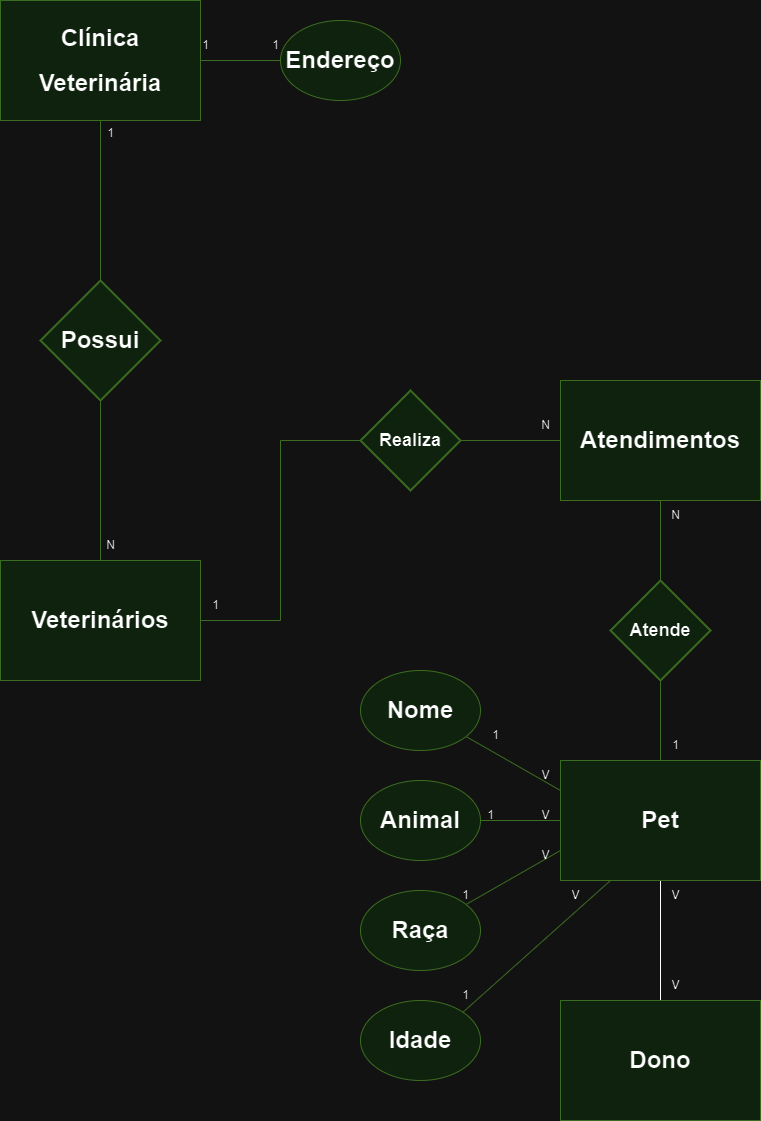 Clínica
Veterinária
1
1
Endereço
1
Possui
N
Veterinários
1
Realiza
N
Atendimentos
N
Atende
1
Nome
1
V
Animal
1
V
Pet
V
1
Raça
V
1
Idade
V
V
Dono